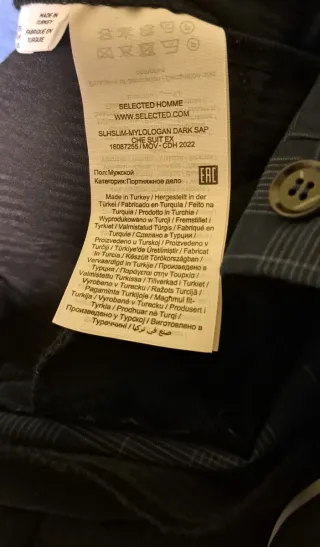 MADE IN
TURKEY
FABRIQUÉ EN
TURQUIE
SELECTED HOMME
WWW.SELECTED.COM
SLHSLIM-MYLOLOGAN DARK SAP
CHE SUIT EX
16087255 / MOV - CDH 2022
Пол:Мужской
Категория:Портняжное дело
EAC
Made in Turkey / Hergestellt in der
Türkei / Fabricado en Turquía / Feito na
Turquia / Prodotto in Turchia /
Wyprodukowano w Turcji / Fremstillet i
Tyrkiet / Valmistatud Türgis / Fabriqué en
Turquie / Сделано в Турции /
Proizvedeno u Turskoj / Proizvedeno v
Turčiji / Türkiye'de Üretilmiştir / Fabricat
în Turcia / Készült Törökországban /
Vervaardigd in Turkije / Произведено в
Турция / Παράγεται στην Τουρκία /
Valmistettu Turkissa / Tillverkad i Turkiet /
Vyrobeno v Turecku / Ražots Turcijā /
Pagaminta Turkijoje / Maghmul fit-
Turkija / Vyrobené v Turecku / Produsert i
Tyrkia / Prodhuar në Turqi /
Произведено у Турској / Виготовлено в
Туреччині / صنع في تركيا